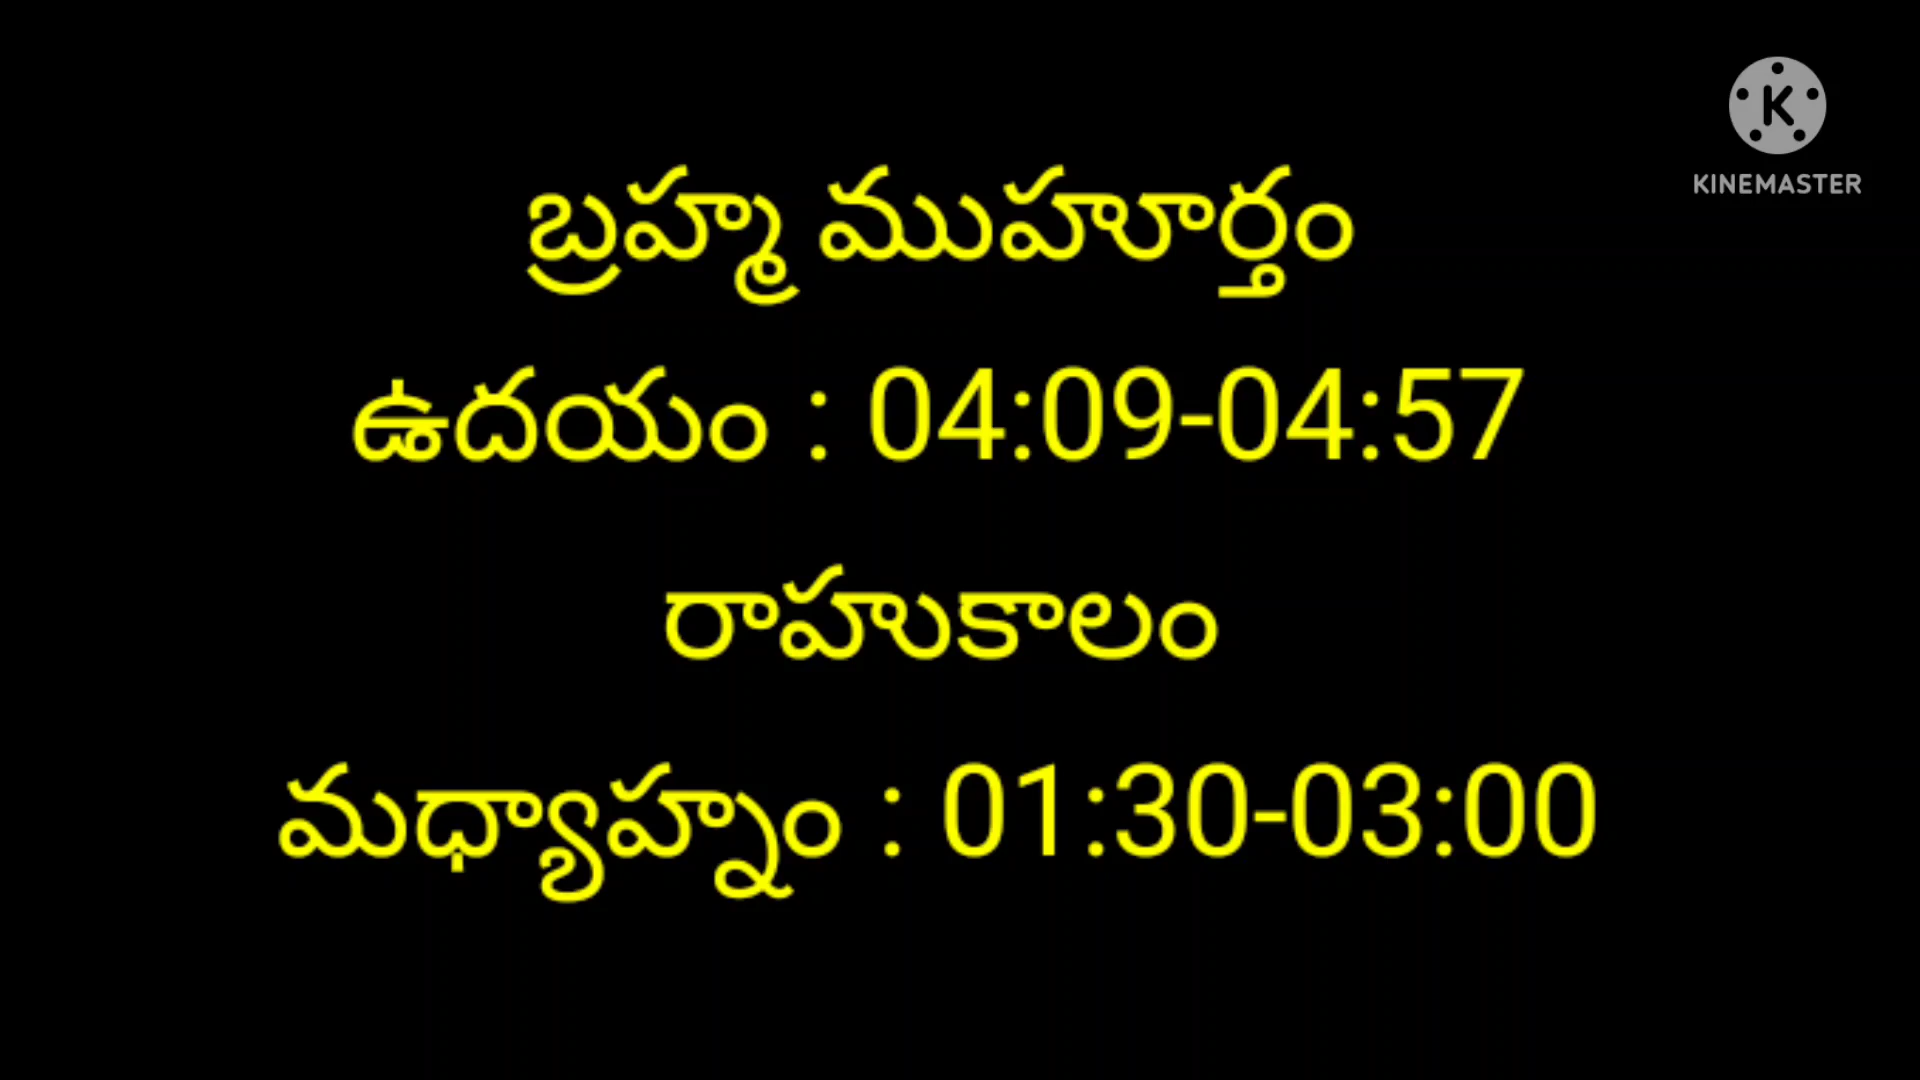 K
KINEMASTER
బ్రహ్మ ముహూర్తం
ఉదయం : 04:09-04:57
రాహుకాలం
మధ్యాహ్నం : 01:30-03:00